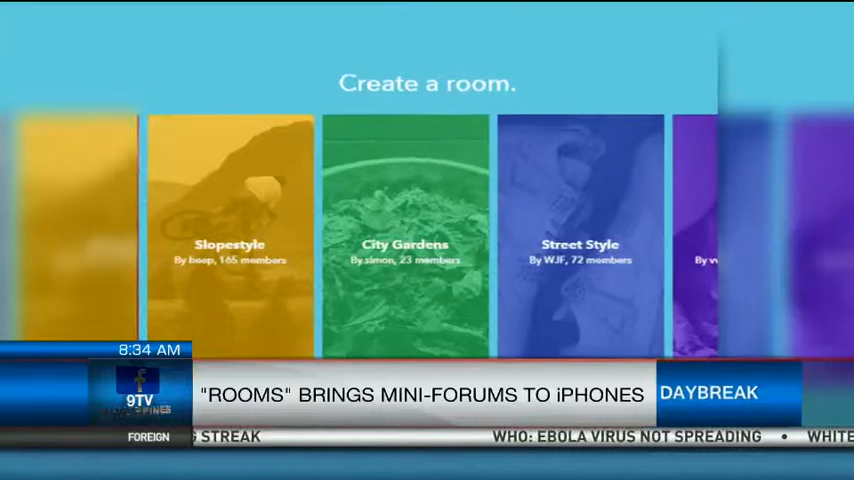 Create a room.
Slopestyle
By beep, 165 members
City Gardens
By simon, 23 members
Street Style
By WJF, 72 members
8:34 AM
9TV
"ROOMS" BRINGS MINI-FORUMS TO iPHONES
DAYBREAK
FOREIGN
STREAK
WHO: EBOLA VIRUS NOT SPREADING • WHITE